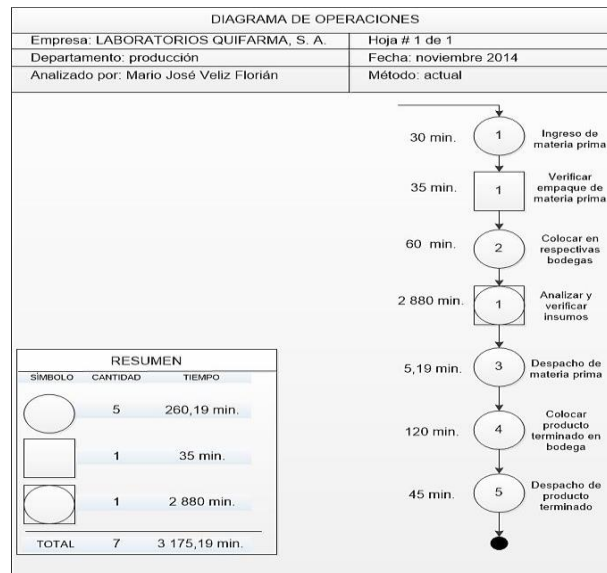 DIAGRAMA DE OPERACIONES
Empresa: LABORATORIOS QUIFARMA, S. A.
Hoja # 1 de 1
Departamento: producción
Fecha: noviembre 2014
Analizado por: Mario José Veliz Florián
Método: actual
30 min.
1
Ingreso de
materia prima
35 min.
1
Verificar
empaque de
materia prima
60 min.
2
Colocar en
respectivas
bodegas
2 880 min.
1
Analizar y
verificar
insumos
5,19 min.
3
Despacho de
materia prima
120 min.
4
Colocar
producto
terminado en
bodega
45 min.
5
Despacho de
producto
terminado
RESUMEN
SÍMBOLO CANTIDAD TIEMPO
5 260,19 min.
1 35 min.
1 2 880 min.
TOTAL 7 3 175,19 min.